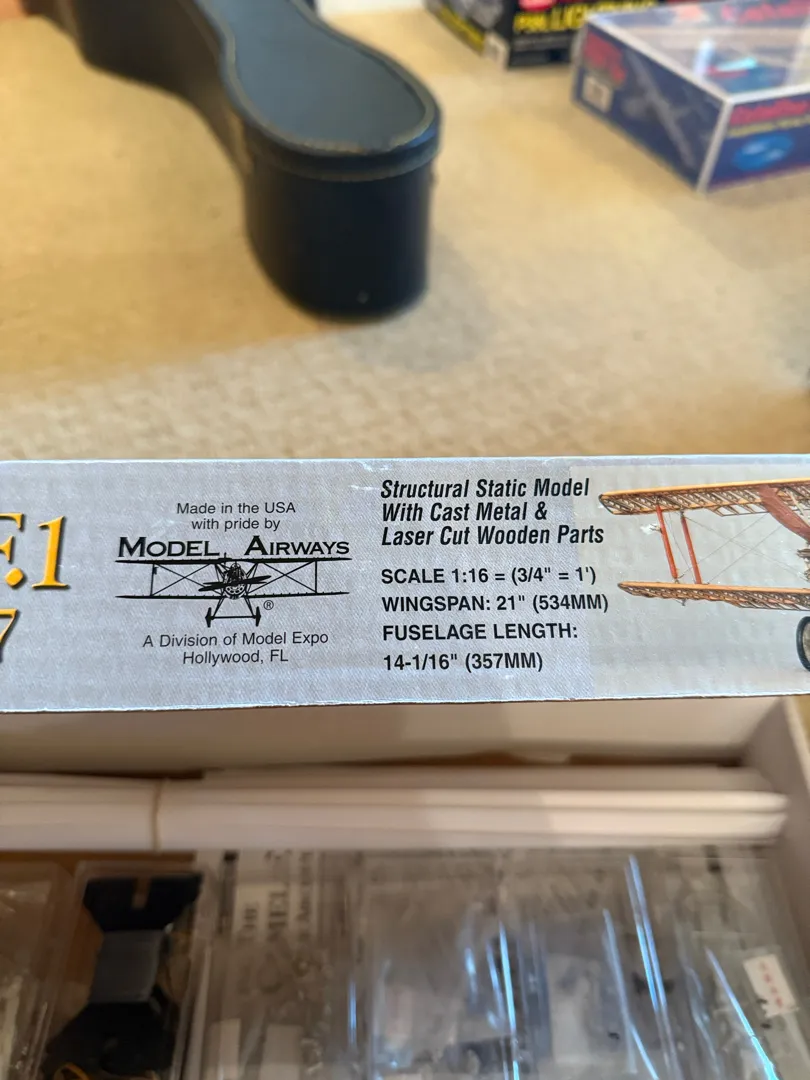 F.1
7
Made in the USA
with pride by
MODEL AIRWAYS
®
A Division of Model Expo
Hollywood, FL
Structural Static Model
With Cast Metal &
Laser Cut Wooden Parts
SCALE 1:16 = (3/4" = 1')
WINGSPAN: 21" (534MM)
FUSELAGE LENGTH:
14-1/16" (357MM)